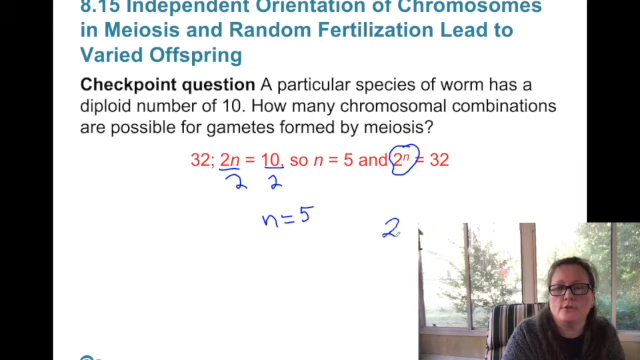 8.15 Independent Orientation of Chromosomes
in Meiosis and Random Fertilization Lead to
Varied Offspring
Checkpoint question A particular species of worm has a
diploid number of 10. How many chromosomal combinations
are possible for gametes formed by meiosis?
32; 2n = 10, so n = 5 and 2ⁿ = 32
2 2
n = 5
2